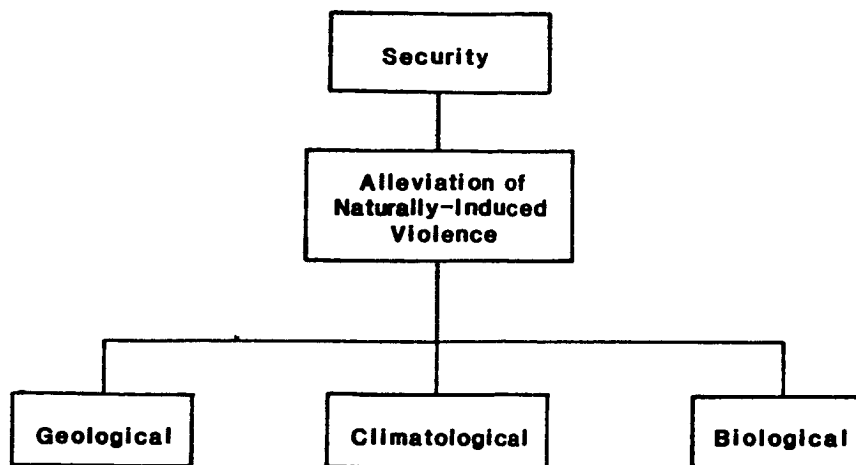 Security
Alleviation of
Naturally-Induced
Violence
Geological
Climatological
Biological